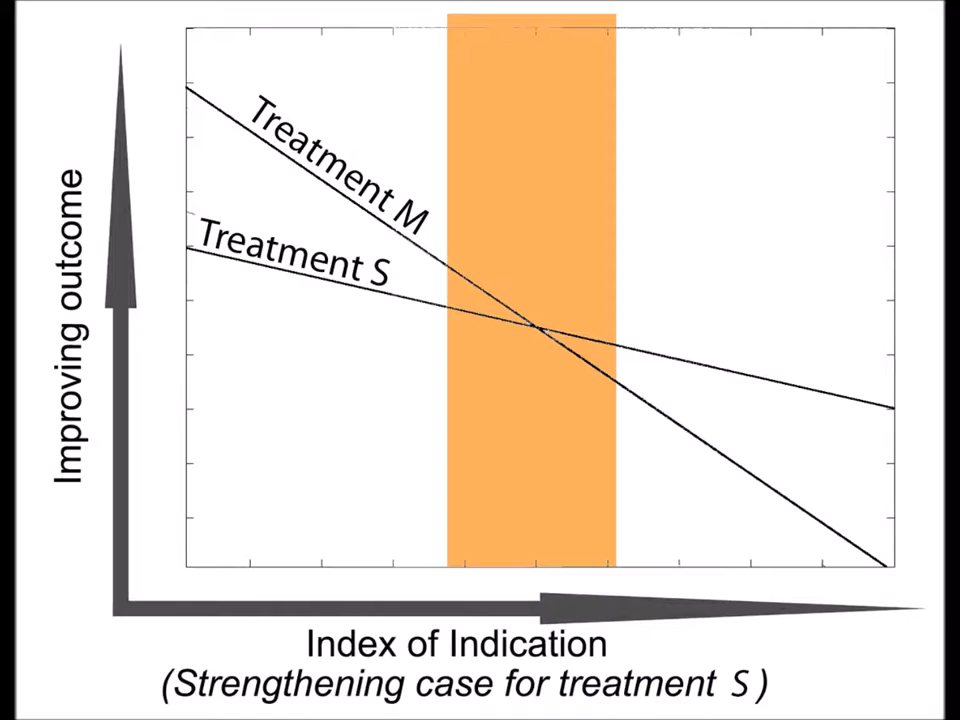 Treatment M
Treatment S
Improving outcome
Index of Indication
(Strengthening case for treatment S)